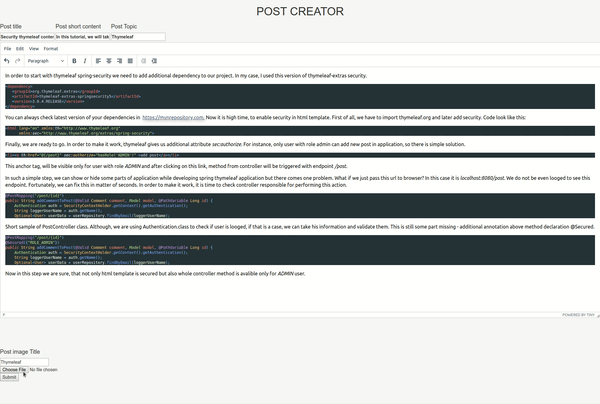 POST CREATOR
Post title
Post short content
Post Topic
Security thymeleaf conten
In this tutorial, we will tak
Thymeleaf
File Edit View Format
Paragraph
In order to start with thymeleaf spring-security we need to add additional dependency to our project. In my case, I used this version of thymeleaf-extras security.
<dependency>
<groupId>org.thymeleaf.extras</groupId>
<artifactId>thymeleaf-extras-springsecurity5</artifactId>
<version>3.0.4.RELEASE</version>
</dependency>
You can always check latest version of your dependencies in https://mvnrepository.com. Now it is high time, to enable security in html template. First of all, we have to import thymeleaf.org and later add security. Code look like this:
<html lang="en" xmlns:th="http://www.thymeleaf.org"
xmlns:sec="http://www.thymeleaf.org/extras/spring-security">
Finally, we are ready to go. In order to make it work, thymeleaf gives us additional attribute sec:authorize. For instance, only user with role admin can add new post in application, so there is simple solution.
This anchor tag, will be visible only for user with role ADMIN and after clicking on this link, method from controller will be triggered with endpoint /post.
In such a simple step, we can show or hide some parts of application while developing spring thymeleaf application but there comes one problem. What if we just pass this url to browser? In this case it is localhost:8080/post. We do not be even looged to see this
endpoint. Fortunately, we can fix this in matter of seconds. In order to make it work, it is time to check controller responsible for performing this action.
@PostMapping("/post/{id}")
public String addCommentToPost(@Valid Comment comment, Model model, @PathVariable Long id) {
Authentication auth = SecurityContextHolder.getContext().getAuthentication();
String loggerUserName = auth.getName();
Optional<User> userData = userRepository.findByEmail(loggerUserName);
Short sample of PostController class. Although, we are using Authentication.class to check if user is looged, if that is a case, we can take his information and validate them. This is still some part missing - additional annotation above method declaration @Secured.
@PostMapping("/post/{id}")
@Secured("ROLE_ADMIN")
public String addCommentToPost(@Valid Comment comment, Model model, @PathVariable Long id) {
Authentication auth = SecurityContextHolder.getContext().getAuthentication();
String loggerUserName = auth.getName();
Optional<User> userData = userRepository.findByEmail(loggerUserName);
Now in this step we are sure, that not only html template is secured but also whole controller method is avalible only for ADMIN user.
P
POWERED BY TINY
Post image Title
Thymeleaf
Choose File No file chosen
Submit